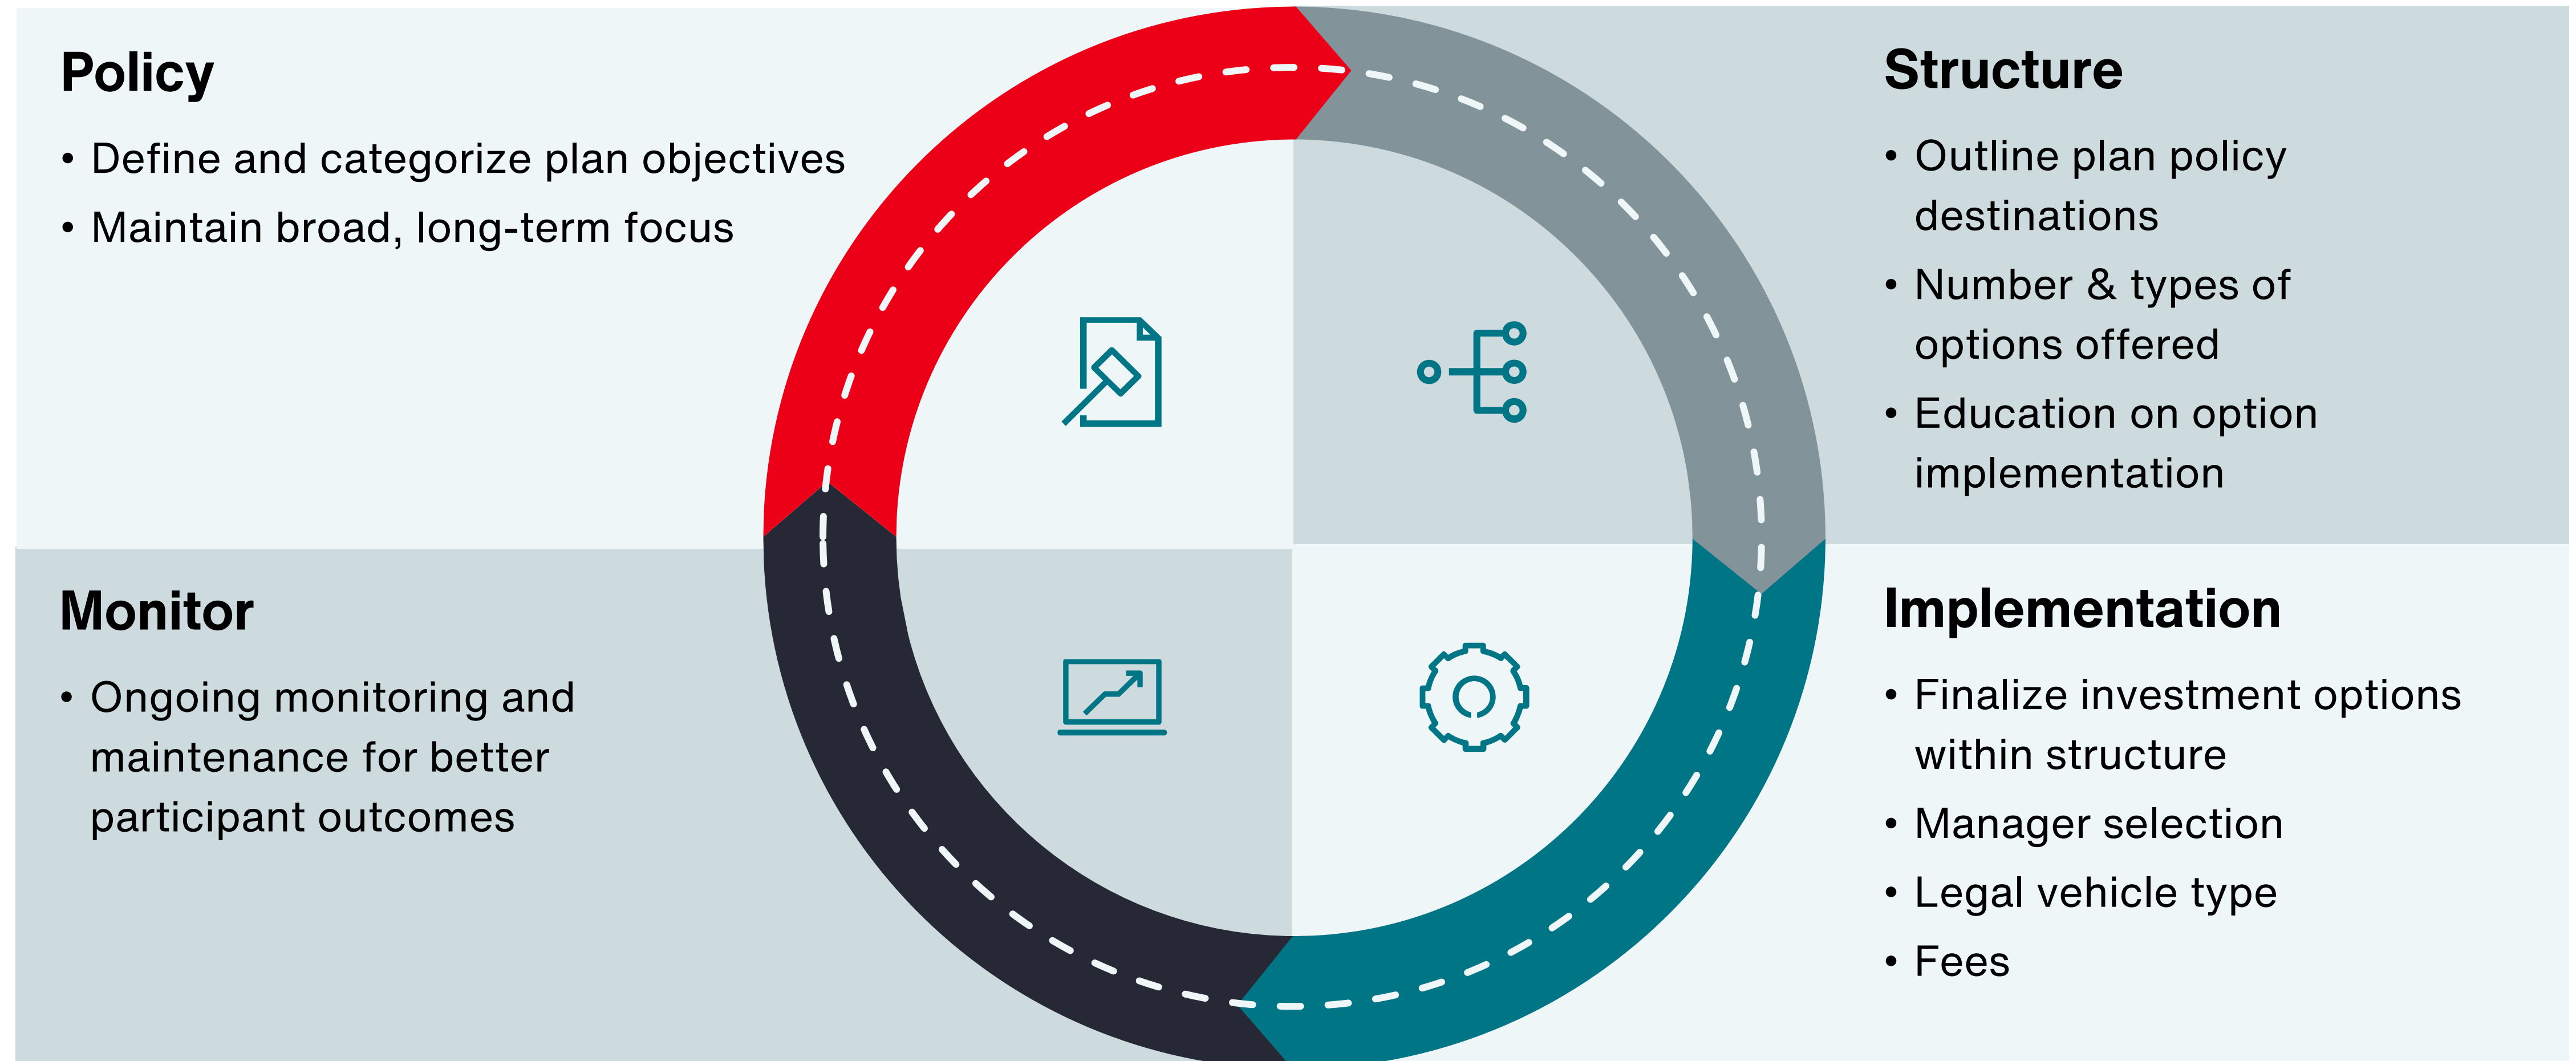 Policy
• Define and categorize plan objectives
• Maintain broad, long-term focus
Structure
• Outline plan policy
destinations
• Number & types of
options offered
• Education on option
implementation
Monitor
• Ongoing monitoring and
maintenance for better
participant outcomes
Implementation
• Finalize investment options
within structure
• Manager selection
• Legal vehicle type
• Fees